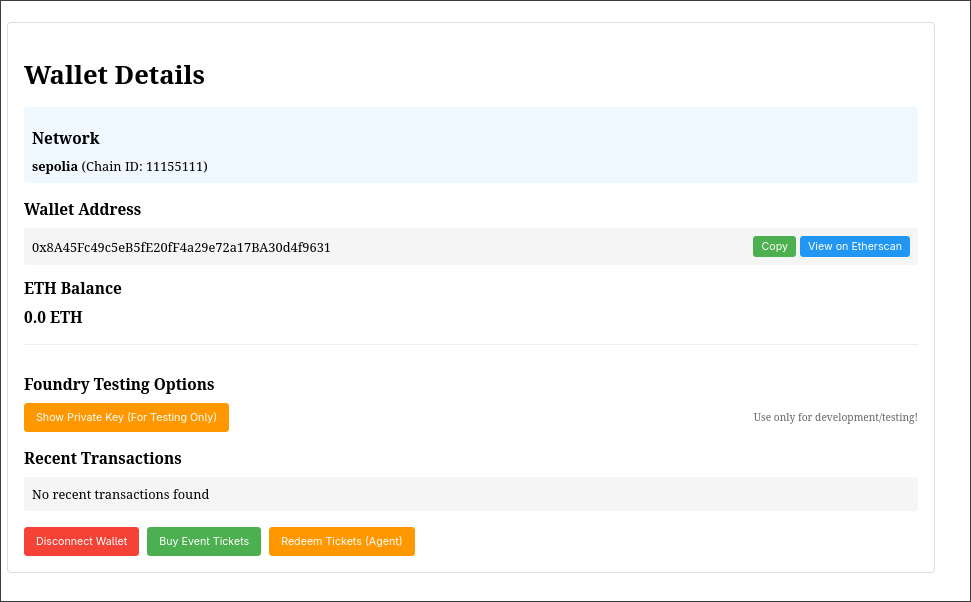 Wallet Details
Network
sepolia (Chain ID: 11155111)
Wallet Address
0x8A45Fc49c5eB5fE20fF4a29e72a17BA30d4f9631
Copy
View on Etherscan
ETH Balance
0.0 ETH
Foundry Testing Options
Show Private Key (For Testing Only)
Use only for development/testing!
Recent Transactions
No recent transactions found
Disconnect Wallet
Buy Event Tickets
Redeem Tickets (Agent)